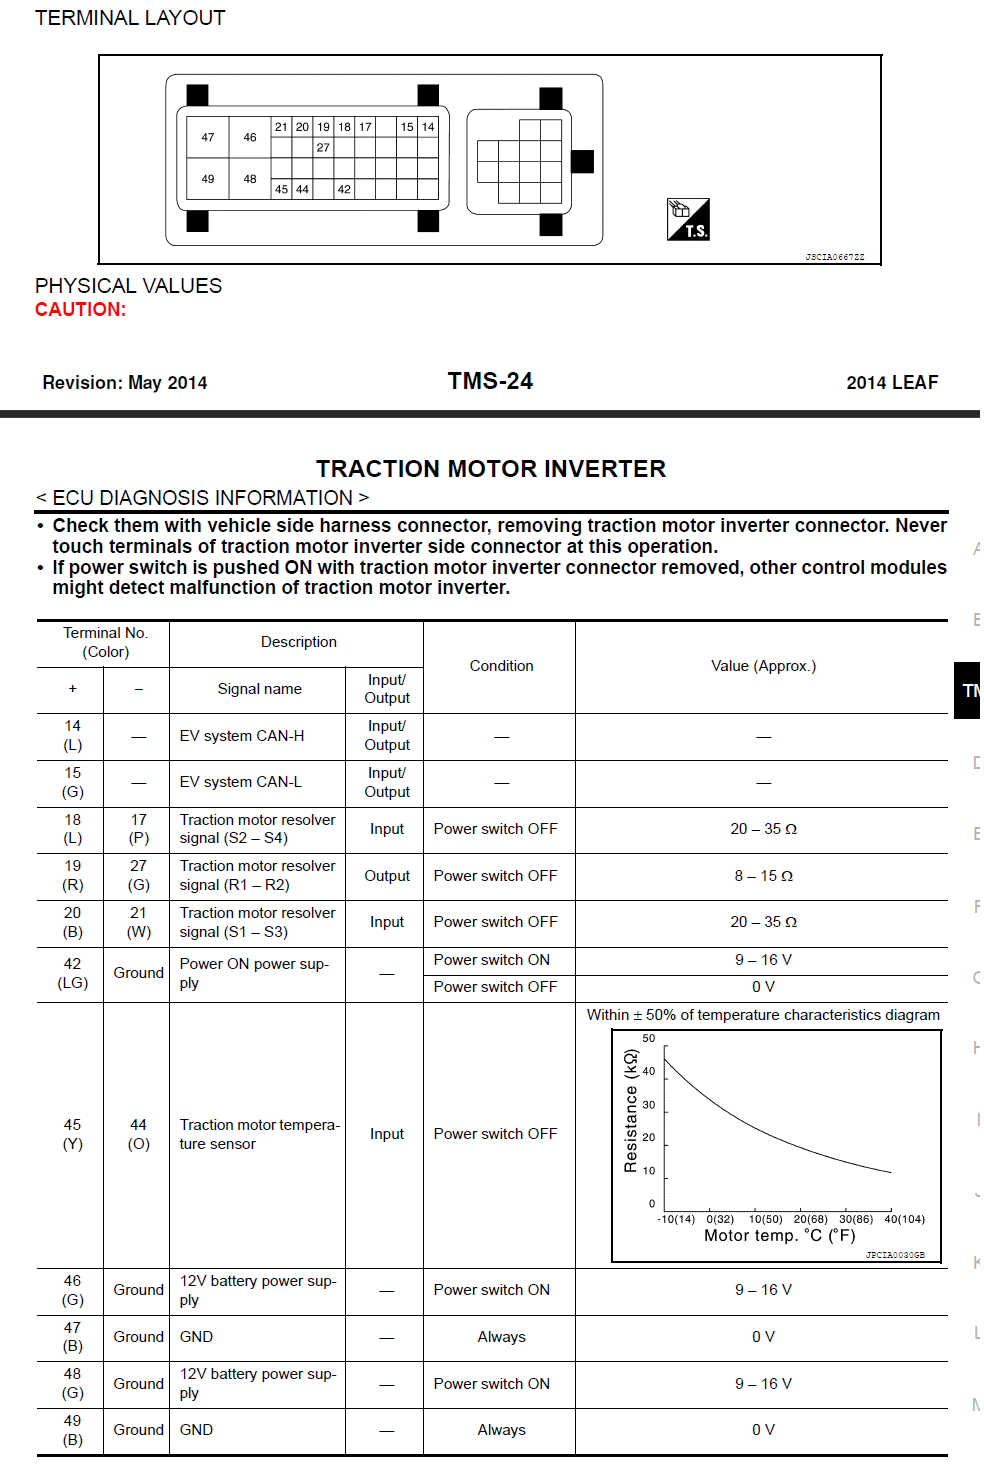 TERMINAL LAYOUT
21 20 19 18 17 15 14
47 46
27
49 48
45 44 42
T.S.
JSCIA0667ZZ
PHYSICAL VALUES
CAUTION:
Revision: May 2014 TMS-24 2014 LEAF
TRACTION MOTOR INVERTER
< ECU DIAGNOSIS INFORMATION >
• Check them with vehicle side harness connector, removing traction motor inverter connector. Never
touch terminals of traction motor inverter side connector at this operation.
• If power switch is pushed ON with traction motor inverter connector removed, other control modules
might detect malfunction of traction motor inverter.
Terminal No.
(Color)
Description
Condition
Value (Approx.)
+ – Signal name Input/
Output
14
(L)
—
EV system CAN-H
Input/
Output
—
—
15
(G)
—
EV system CAN-L
Input/
Output
—
—
18
(L)
17
(P)
Traction motor resolver
signal (S2 – S4)
Input
Power switch OFF
20 – 35 Ω
19
(R)
27
(G)
Traction motor resolver
signal (R1 – R2)
Output
Power switch OFF
8 – 15 Ω
20
(B)
21
(W)
Traction motor resolver
signal (S1 – S3)
Input
Power switch OFF
20 – 35 Ω
42
(LG)
Ground
Power ON power sup-
ply
—
Power switch ON
9 – 16 V
Power switch OFF
0 V
45
(Y)
44
(O)
Traction motor tempera-
ture sensor
Input
Power switch OFF
Within ± 50% of temperature characteristics diagram
Resistance (kΩ)
50
40
30
20
10
0
-10(14) 0(32) 10(50) 20(68) 30(86) 40(104)
Motor temp. °C (°F)
JPCIA0030GB
46
(G)
Ground
12V battery power sup-
ply
—
Power switch ON
9 – 16 V
47
(B)
Ground
GND
—
Always
0 V
48
(G)
Ground
12V battery power sup-
ply
—
Power switch ON
9 – 16 V
49
(B)
Ground
GND
—
Always
0 V